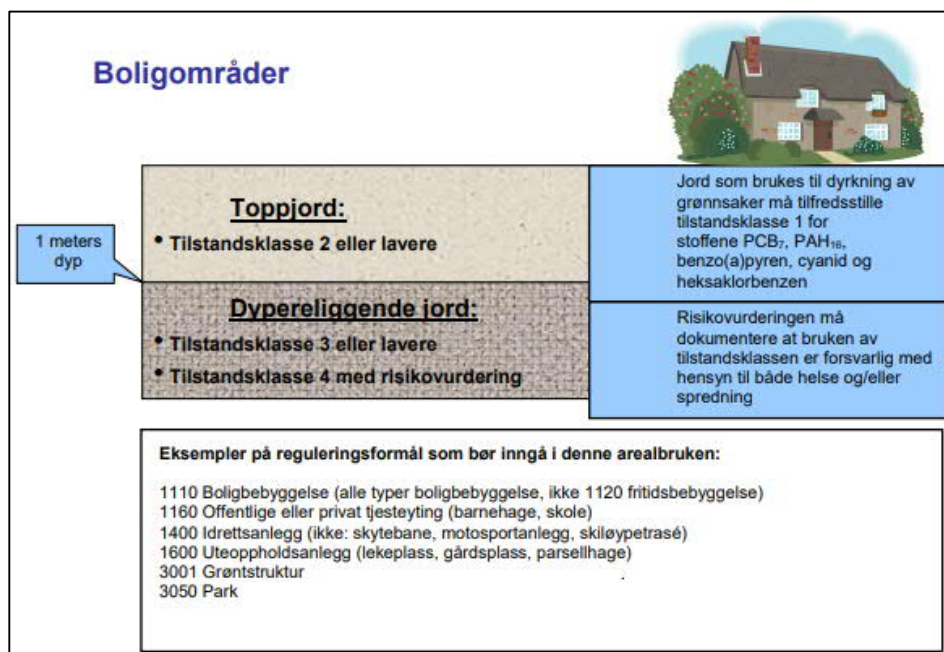 Boligområder
Toppjord:
• Tilstandsklasse 2 eller lavere
Jord som brukes til dyrkning av
grønnsaker må tilfredsstille
tilstandsklasse 1 for
stoffene PCB₇, PAH₁₆,
benzo(a)pyren, cyanid og
heksaklorbenzen
1 meters
dyp
Dypereliggende jord:
• Tilstandsklasse 3 eller lavere
• Tilstandsklasse 4 med risikovurdering
Risikovurderingen må
dokumentere at bruken av
tilstandsklassen er forsvarlig med
hensyn til både helse og/eller
spredning
Eksempler på reguleringsformål som bør inngå i denne arealbruken:
1110 Boligbebyggelse (alle typer boligbebyggelse, ikke 1120 fritidsbebyggelse)
1160 Offentlige eller privat tjesteyting (barnehage, skole)
1400 Idrettsanlegg (ikke: skytebane, motosportanlegg, skiløypetrasé)
1600 Uteoppholdsanlegg (lekeplass, gårdsplass, parsellhage)
3001 Grøntstruktur
3050 Park